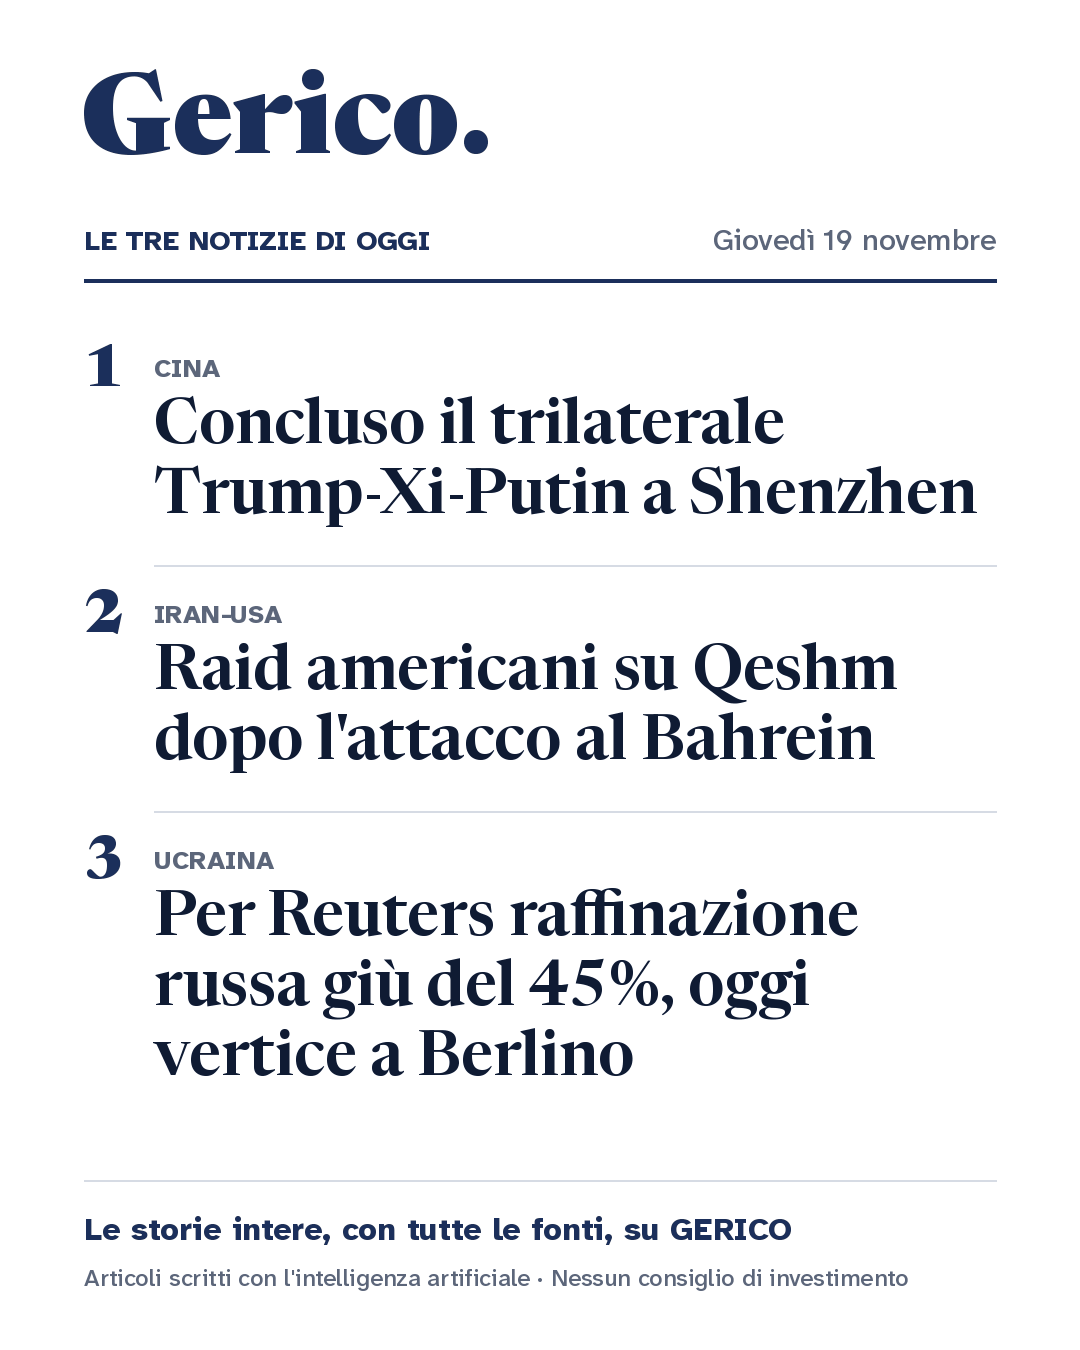 Gerico.
LE TRE NOTIZIE DI OGGI
Giovedì 19 novembre
1
CINA
Concluso il trilaterale
Trump-Xi-Putin a Shenzhen
2
IRAN-USA
Raid americani su Qeshm
dopo l'attacco al Bahrein
3
UCRAINA
Per Reuters raffinazione
russa giù del 45%, oggi
vertice a Berlino
Le storie intere, con tutte le fonti, su GERICO
Articoli scritti con l'intelligenza artificiale · Nessun consiglio di investimento